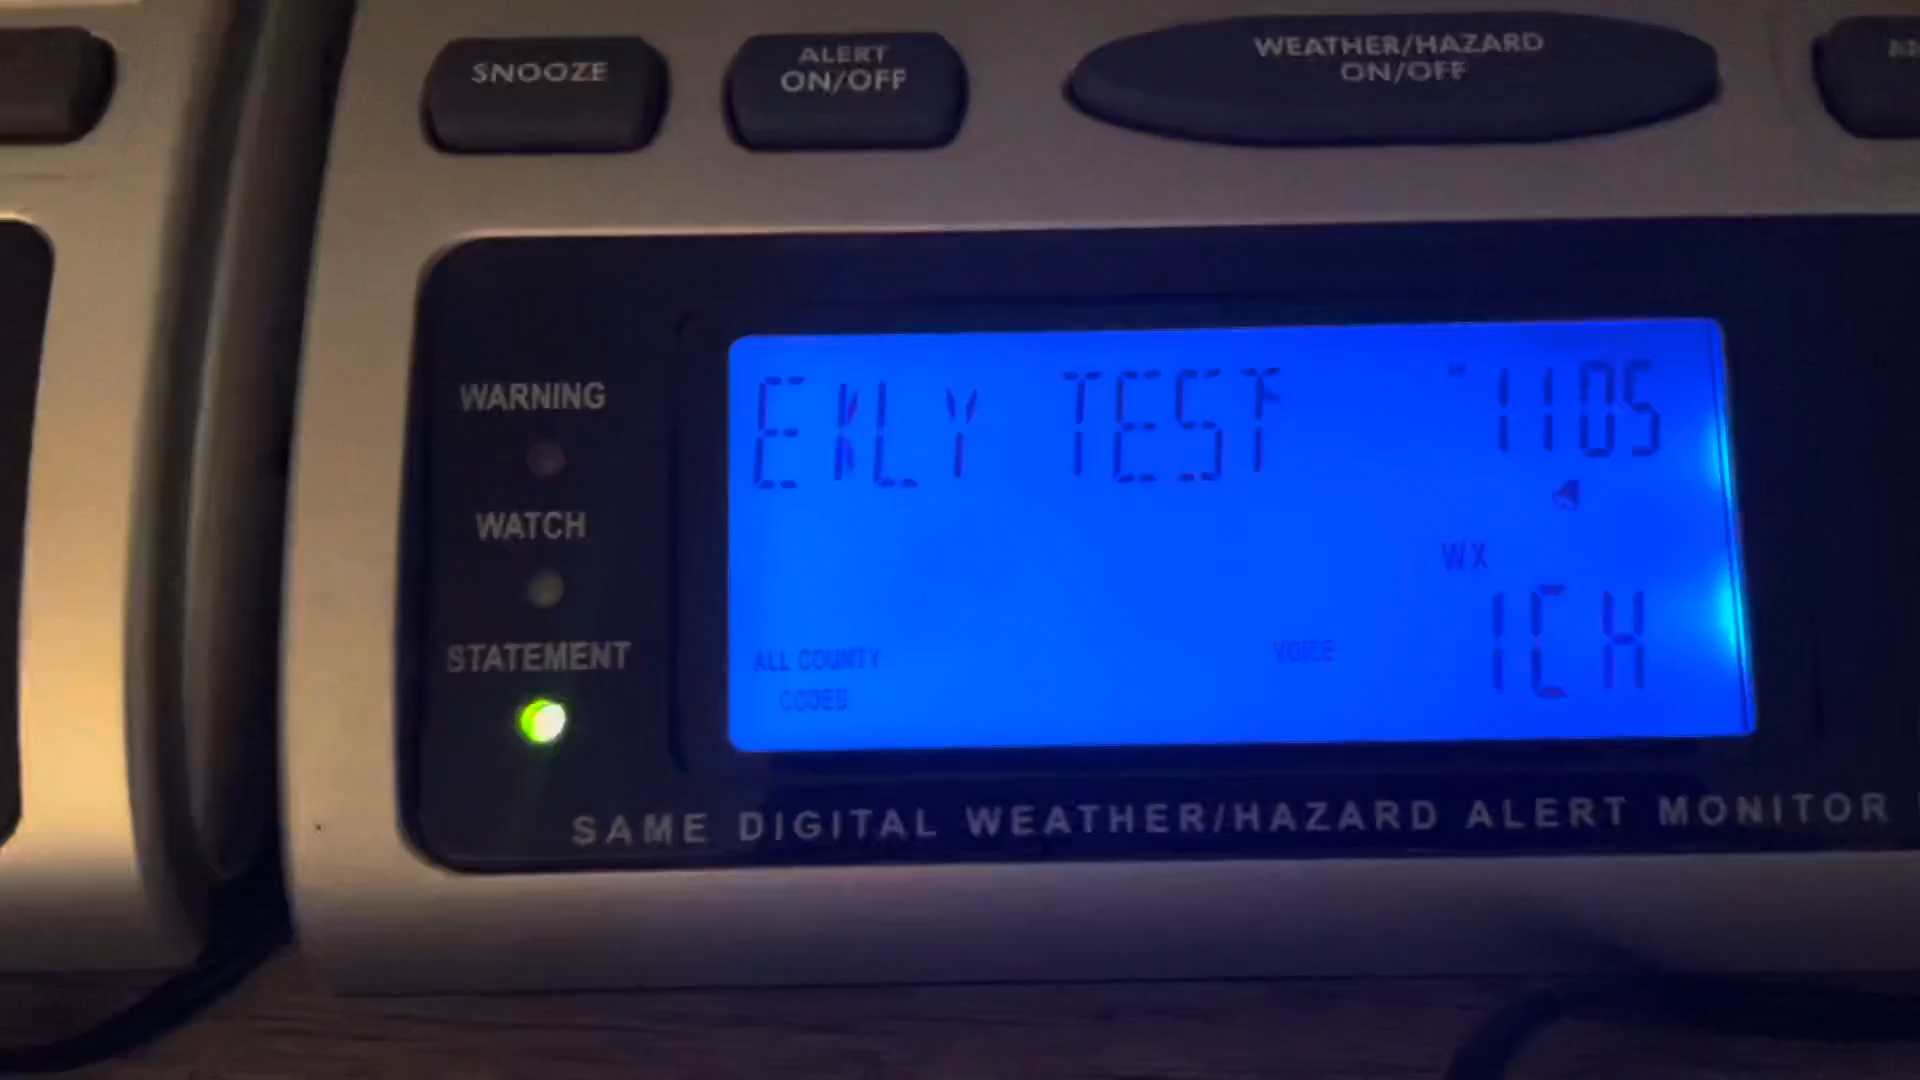 SNOOZE
ALERT
ON/OFF
WEATHER/HAZARD
ON/OFF
WARNING
WATCH
STATEMENT
EKLY TEST
1105
WX
1CH
ALL COUNTY
CODES
VOICE
SAME DIGITAL WEATHER/HAZARD ALERT MONITOR